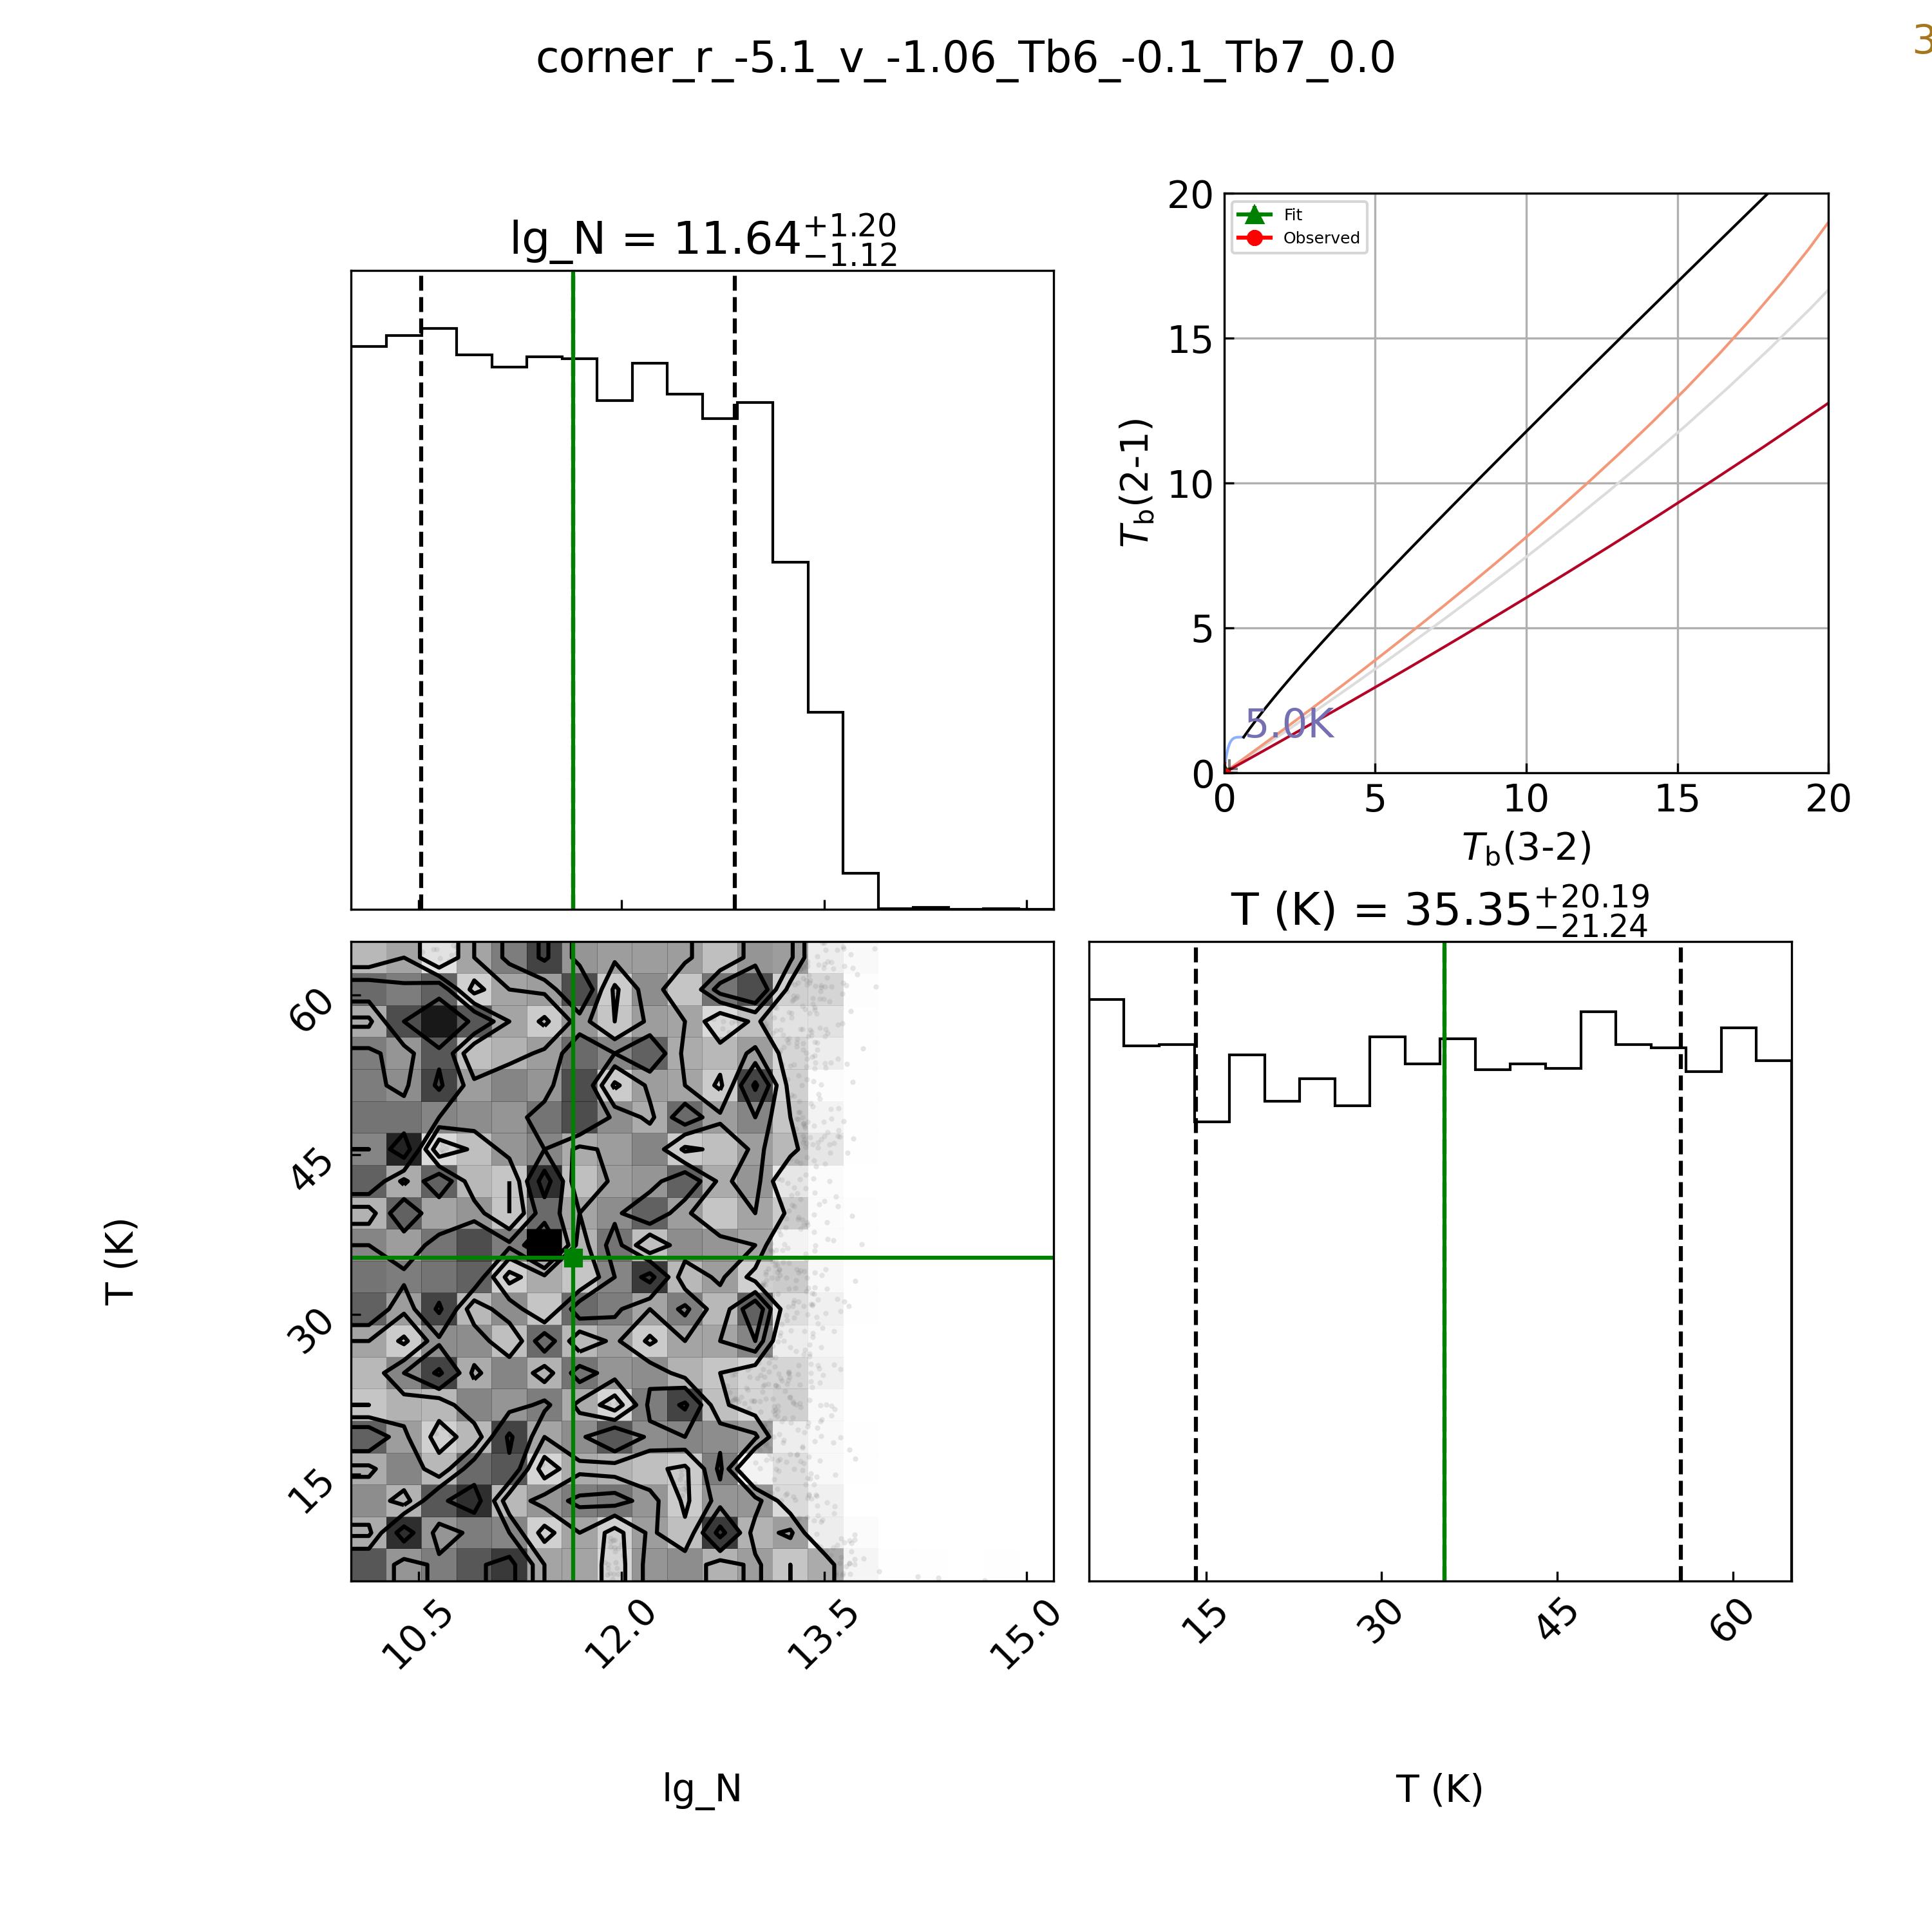 corner_r_-5.1_v_-1.06_Tb6_-0.1_Tb7_0.0
3
lg_N = 11.64 +1.20 −1.12
20
15
10
5
0
T_b(2-1)
Fit
Observed
5.0K
0 5 10 15 20
T_b(3-2)
T (K) = 35.35 +20.19 −21.24
60
45
30
15
T (K)
10.5 12.0 13.5 15.0
lg_N
15 30 45 60
T (K)